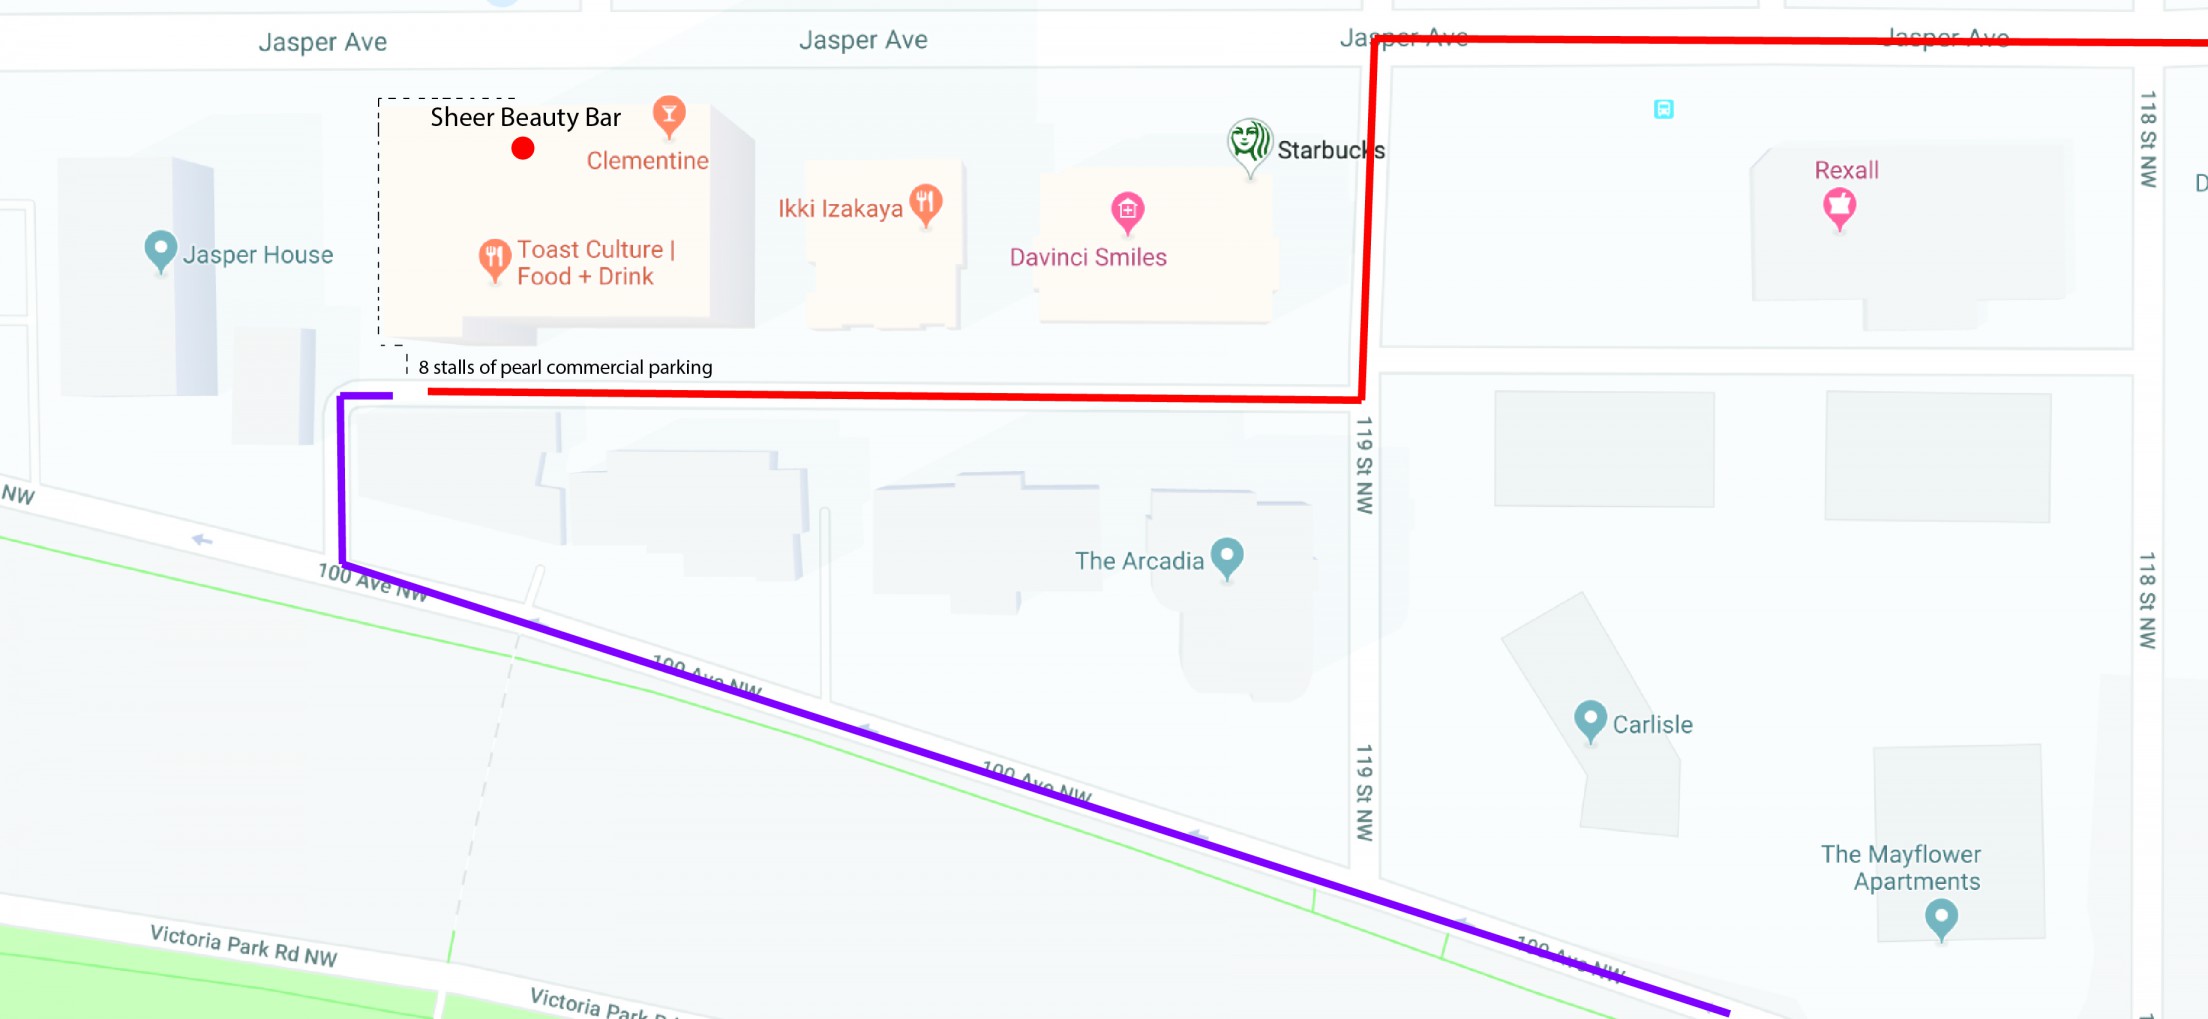 Jasper Ave
Jasper Ave
Jasper Ave
Jasper Ave
118 St NW
D
Sheer Beauty Bar
Clementine
Starbucks
Rexall
Ikki Izakaya
Toast Culture |
Food + Drink
Jasper House
Davinci Smiles
8 stalls of pearl commercial parking
119 St NW
NW
100 Ave NW
The Arcadia
118 St NW
100 Ave NW
Carlisle
100 Ave NW
119 St NW
The Mayflower
Apartments
Victoria Park Rd NW
100 Ave NW
Victoria Park